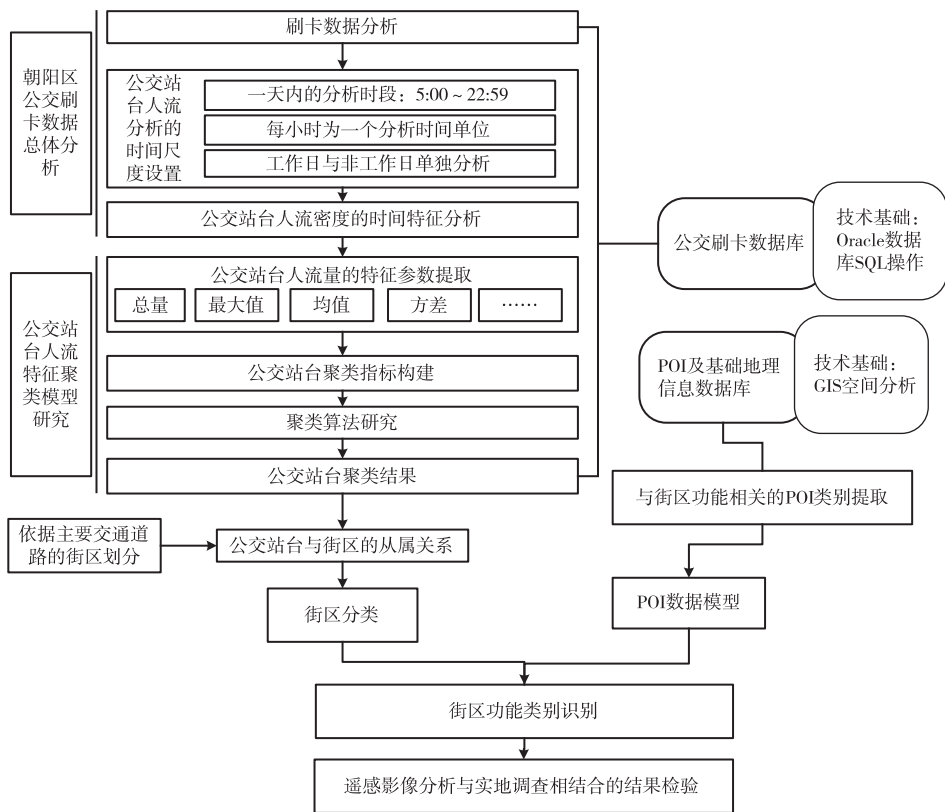 刷卡数据分析
朝阳区
公交刷
卡数据
总体分
析
公交站
台人流
分析的
时间尺
度设置
一天内的分析时段：5:00～22:59
每小时为一个分析时间单位
工作日与非工作日单独分析
公交站台人流密度的时间特征分析
公交刷卡数据库
技术基础：
Oracle数据
库SQL操作
公交站
台人流
特征聚
类模型
研究
公交站台人流量的特征参数提取
总量
最大值
均值
方差
……
公交站台聚类指标构建
聚类算法研究
公交站台聚类结果
POI及基础地理
信息数据库
技术基础：
GIS空间分析
与街区功能相关的POI类别提取
依据主要交通道
路的街区划分
公交站台与街区的从属关系
街区分类
POI数据模型
街区功能类别识别
遥感影像分析与实地调查相结合的结果检验